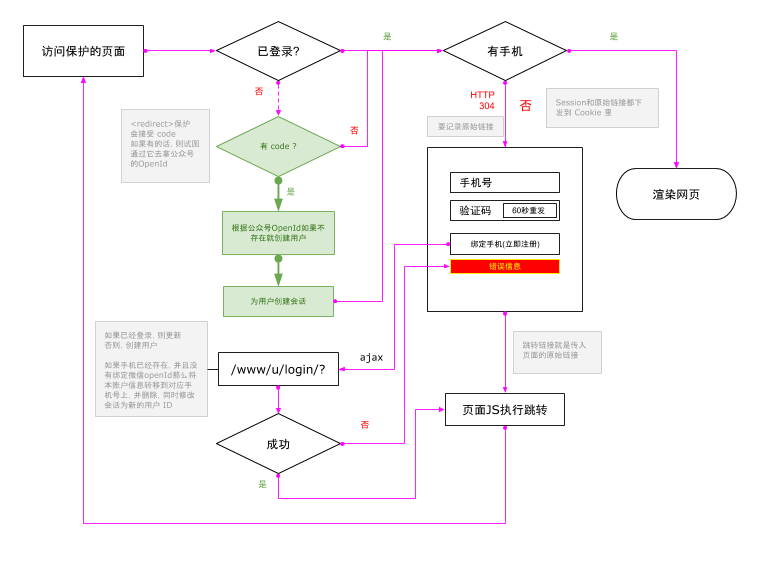 访问保护的页面
已登录?
是
有手机
是
否
HTTP
304
否
Session和原始链接都下
发到 Cookie 里
<redirect>保护
会接受 code
如果有的话, 则试图
通过它去拿公众号
的OpenId
要记录原始链接
否
有 code ？
是
手机号
验证码
60秒重发
渲染网页
根据公众号OpenId如果不
存在就创建用户
绑定手机(立即注册)
错误信息
为用户创建会话
如果已经登录, 则更新
否则, 创建用户
如果手机已经存在, 并且没
有绑定微信openId那么将
本账户信息转移到对应手
机号上, 并删除, 同时修改
会话为新的用户 ID
ajax
/www/u/login/?
跳转链接就是传人
页面的原始链接
页面JS执行跳转
否
成功
是